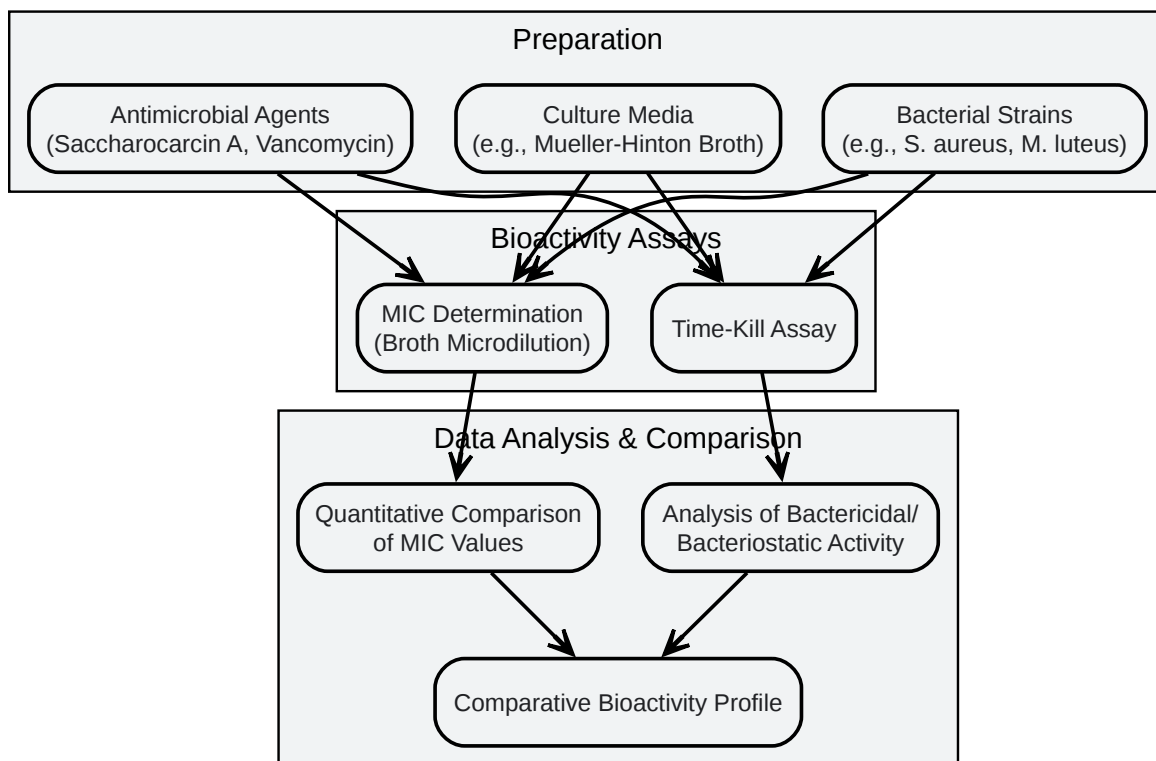 Preparation
Antimicrobial Agents
(Saccharocarcin A, Vancomycin)
Culture Media
(e.g., Mueller-Hinton Broth)
Bacterial Strains
(e.g., S. aureus, M. luteus)
Bioactivity Assays
MIC Determination
(Broth Microdilution)
Time-Kill Assay
Data Analysis & Comparison
Quantitative Comparison
of MIC Values
Analysis of Bactericidal/
Bacteriostatic Activity
Comparative Bioactivity Profile